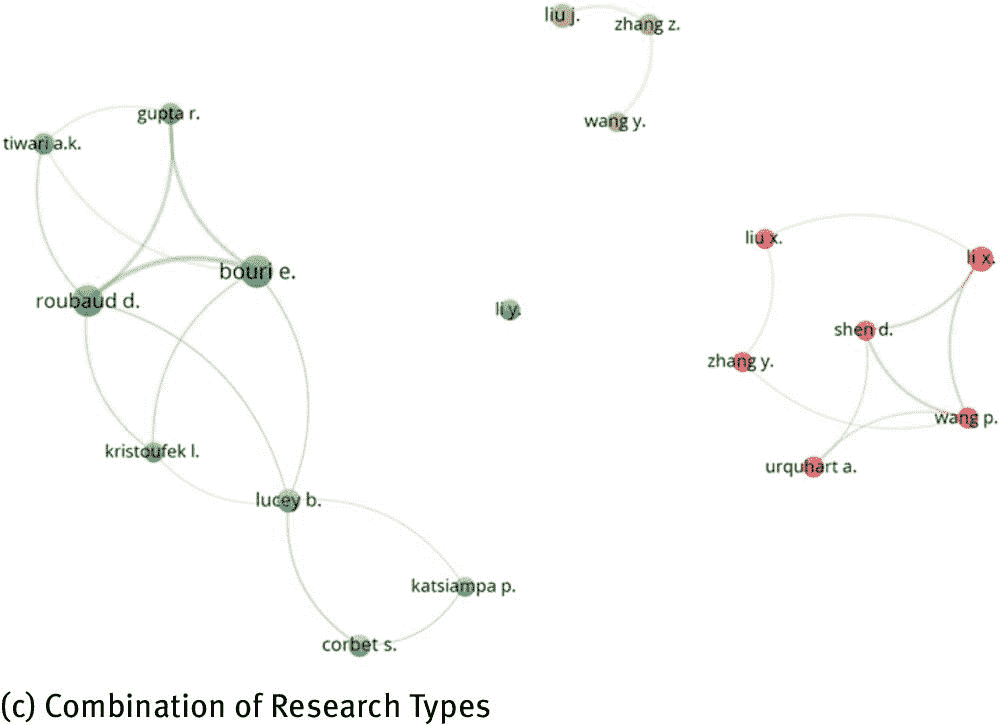 liu j.
zhang z.
gupta r.
wang y.
tiwari a.k.
liu x.
li x.
bouri e.
roubaud d.
li y.
shen d.
zhang y.
wang p.
kristoufek l.
urquhart a.
lucey b.
katsiampa p.
corbet s.
(c) Combination of Research Types